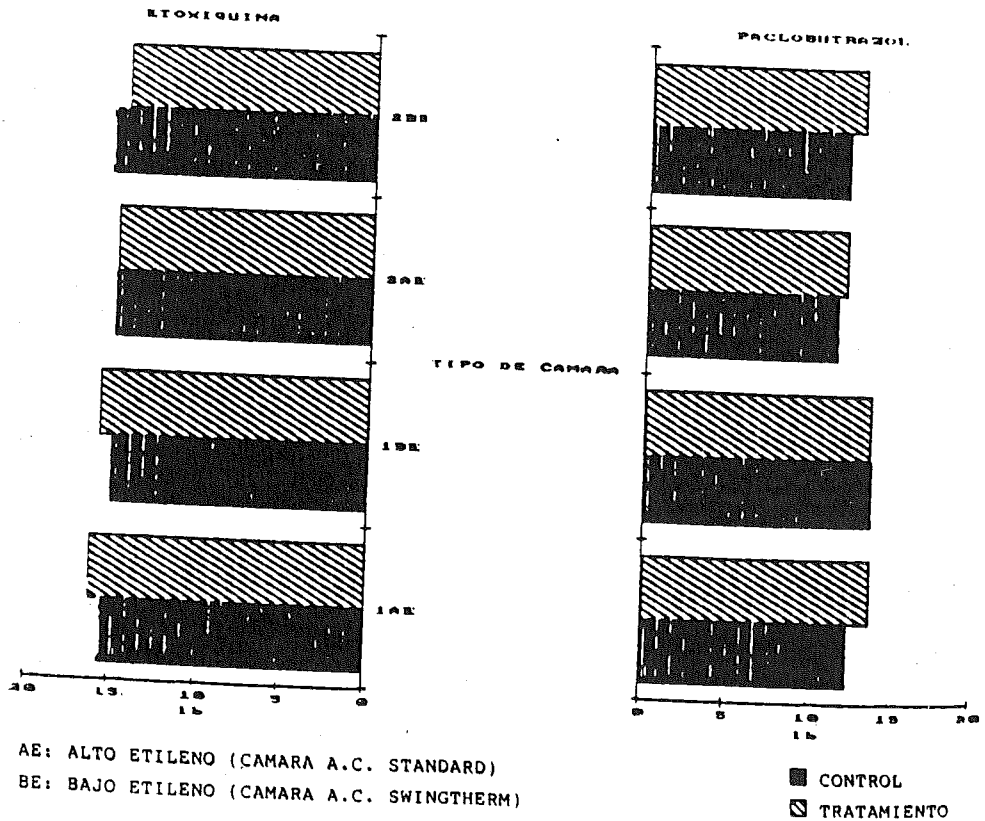 ETOXIQUINA
PACLOBUTRAZOL
2BE
2AE
TIPO DE CAMARA
1BE
1AE
20 15 10 5 0
lb
0 5 10 15 20
lb
AE: ALTO ETILENO (CAMARA A.C. STANDARD)
BE: BAJO ETILENO (CAMARA A.C. SWINGTHERM)
CONTROL
TRATAMIENTO